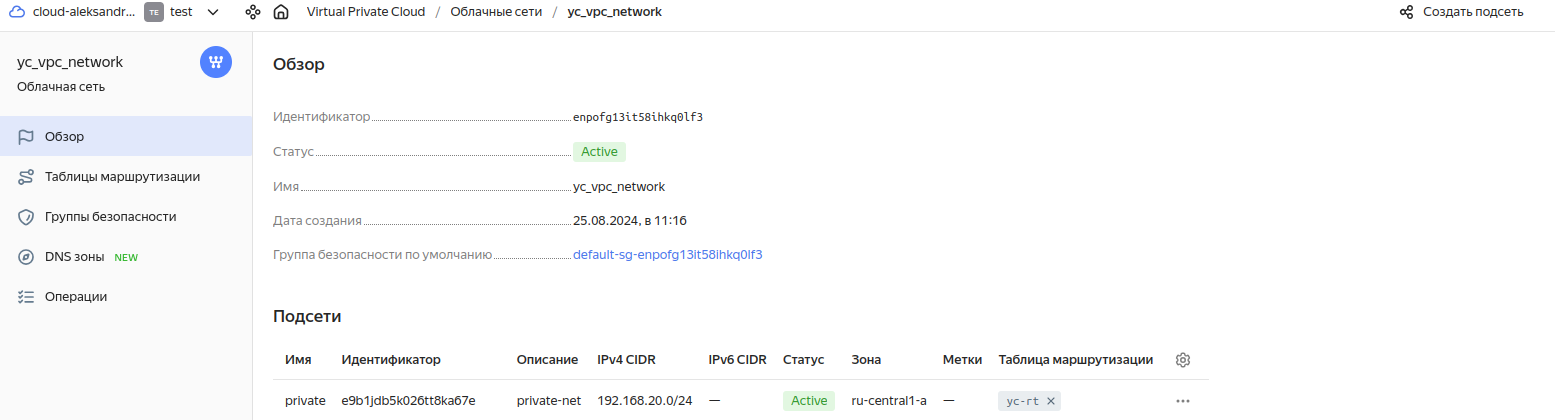 cloud-aleksandr... TE test Virtual Private Cloud / Облачные сети / yc_vpc_network Создать подсеть
yc_vpc_network
Облачная сеть
Обзор
Таблицы маршрутизации
Группы безопасности
DNS зоны NEW
Операции
Обзор
Идентификатор enpofg13it58ihkq0lf3
Статус Active
Имя yc_vpc_network
Дата создания 25.08.2024, в 11:16
Группа безопасности по умолчанию default-sg-enpofg13it58ihkq0lf3
Подсети
Имя Идентификатор Описание IPv4 CIDR IPv6 CIDR Статус Зона Метки Таблица маршрутизации
private e9b1jdb5k026tt8ka67e private-net 192.168.20.0/24 — Active ru-central1-a — yc-rt ×